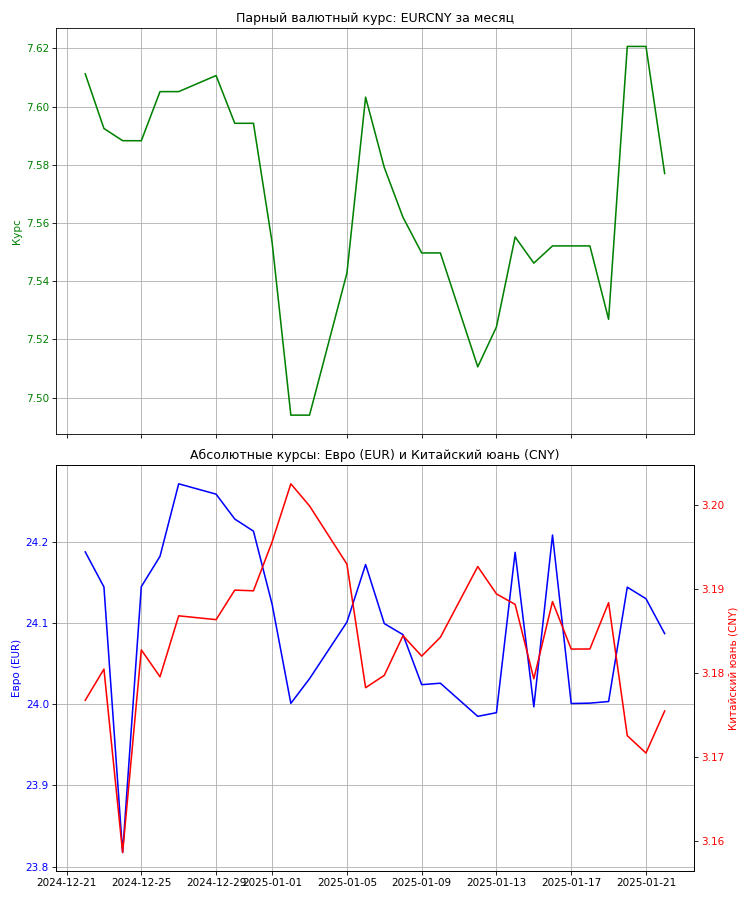 Парный валютный курс: EURCNY за месяц
7.62
7.60
7.58
7.56
7.54
7.52
7.50
Курс
Абсолютные курсы: Евро (EUR) и Китайский юань (CNY)
24.2
24.1
24.0
23.9
23.8
Евро (EUR)
3.20
3.19
3.18
3.17
3.16
Китайский юань (CNY)
2024-12-21 2024-12-25 2024-12-29 2025-01-01 2025-01-05 2025-01-09 2025-01-13 2025-01-17 2025-01-21